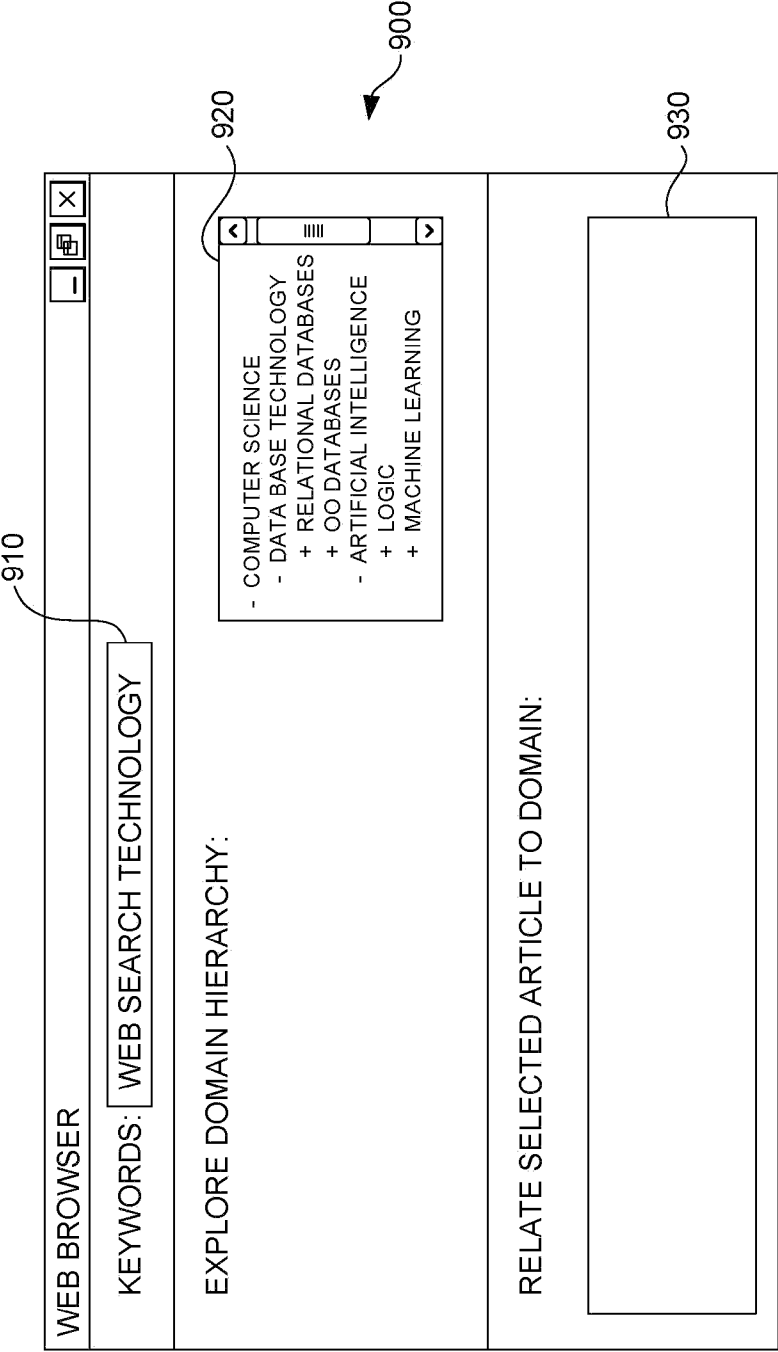 WEB BROWSER
KEYWORDS: WEB SEARCH TECHNOLOGY
910
EXPLORE DOMAIN HIERARCHY:
920
- COMPUTER SCIENCE
- DATA BASE TECHNOLOGY
+ RELATIONAL DATABASES
+ OO DATABASES
- ARTIFICIAL INTELLIGENCE
+ LOGIC
+ MACHINE LEARNING
900
RELATE SELECTED ARTICLE TO DOMAIN:
930